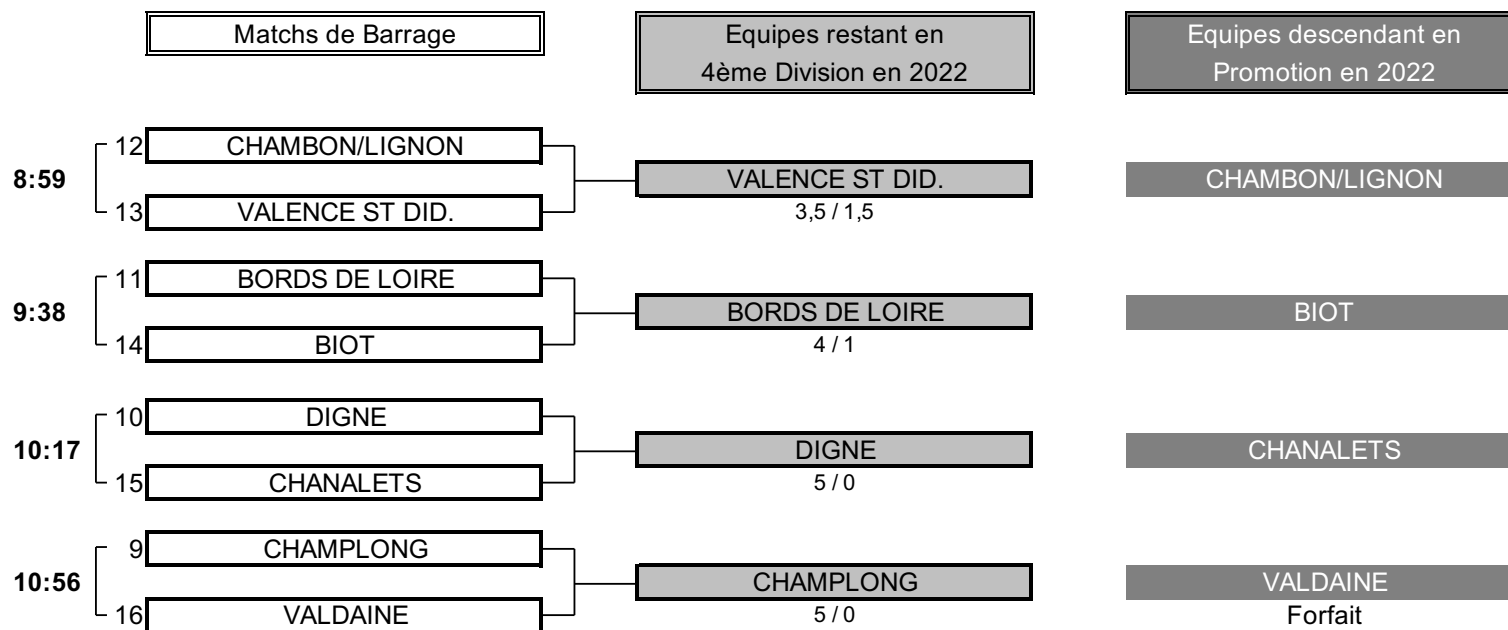 Matchs de Barrage
Equipes restant en
4ème Division en 2022
Equipes descendant en
Promotion en 2022
12 CHAMBON/LIGNON
8:59 VALENCE ST DID. CHAMBON/LIGNON
13 VALENCE ST DID. 3,5 / 1,5
11 BORDS DE LOIRE
9:38 BORDS DE LOIRE BIOT
14 BIOT 4 / 1
10 DIGNE
10:17 DIGNE CHANALETS
15 CHANALETS 5 / 0
9 CHAMPLONG
10:56 CHAMPLONG VALDAINE
16 VALDAINE 5 / 0 Forfait